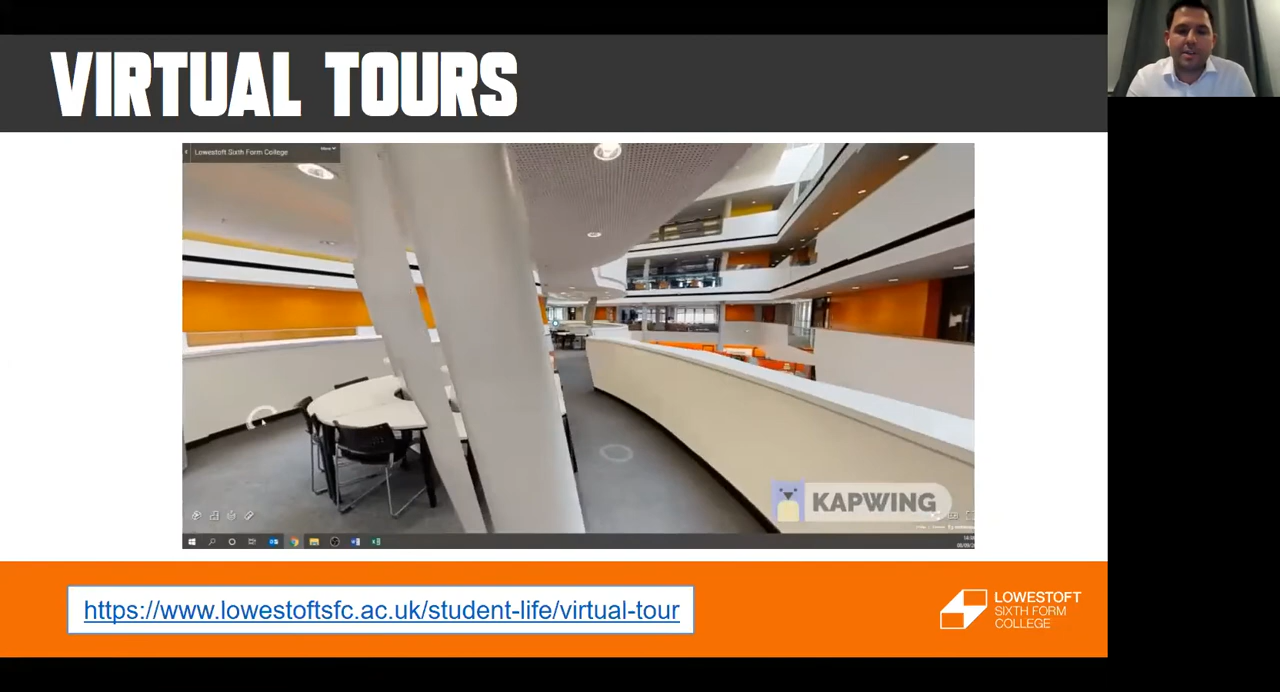 VIRTUAL TOURS
Lowestoft Sixth Form College
More
KAPWING
https://www.lowestoftsfc.ac.uk/student-life/virtual-tour
LOWESTOFT
SIXTH FORM
COLLEGE